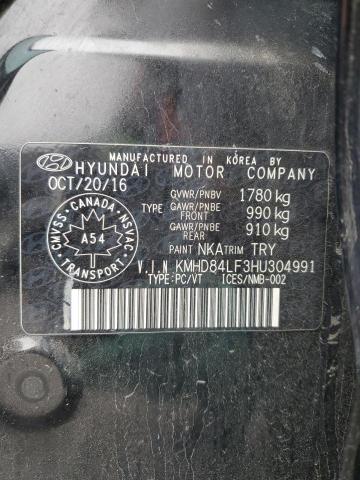 MANUFACTURED IN KOREA BY
HYUNDAI MOTOR COMPANY
OCT/20/16
GVWR/PNBV 1780 kg
TYPE GAWR/PNBE FRONT 990 kg
GAWR/PNBE REAR 910 kg
PAINT NKA TRIM TRY
CMVSS·CANADA·NSVAC
A54
TRANSPORT
V.I.N KMHD84LF3HU304991
TYPE:PC/VT ICES/NMB-002